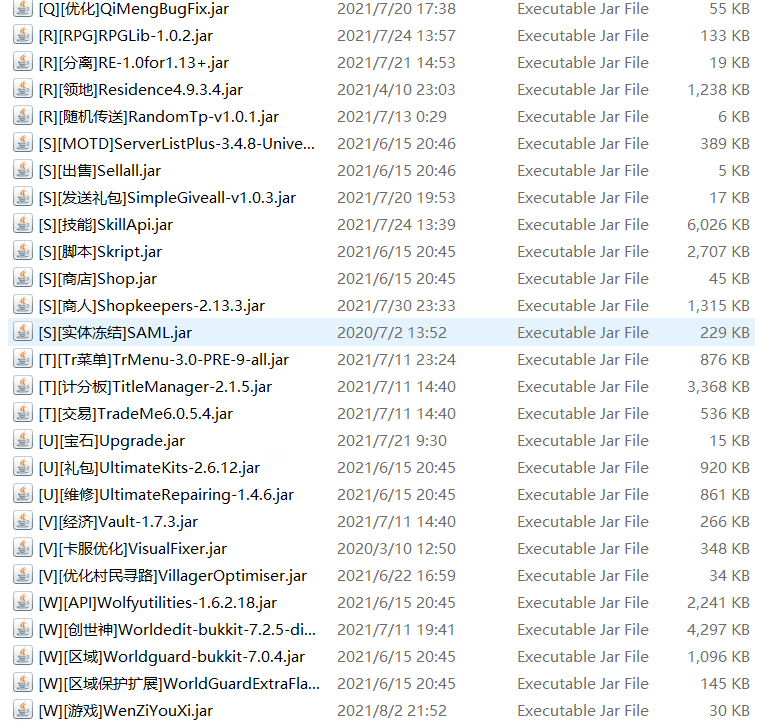 [Q][优化]QiMengBugFix.jar 2021/7/20 17:38 Executable Jar File 55 KB
[R][RPG]RPGLib-1.0.2.jar 2021/7/24 13:57 Executable Jar File 133 KB
[R][分离]RE-1.0for1.13+.jar 2021/7/21 14:53 Executable Jar File 19 KB
[R][领地]Residence4.9.3.4.jar 2021/4/10 23:03 Executable Jar File 1,238 KB
[R][随机传送]RandomTp-v1.0.1.jar 2021/7/13 0:29 Executable Jar File 6 KB
[S][MOTD]ServerListPlus-3.4.8-Unive... 2021/6/15 20:46 Executable Jar File 389 KB
[S][出售]Sellall.jar 2021/6/15 20:46 Executable Jar File 5 KB
[S][发送礼包]SimpleGiveall-v1.0.3.jar 2021/7/20 19:53 Executable Jar File 17 KB
[S][技能]SkillApi.jar 2021/7/24 13:39 Executable Jar File 6,026 KB
[S][脚本]Skript.jar 2021/6/15 20:45 Executable Jar File 2,707 KB
[S][商店]Shop.jar 2021/6/15 20:45 Executable Jar File 45 KB
[S][商人]Shopkeepers-2.13.3.jar 2021/7/30 23:33 Executable Jar File 1,315 KB
[S][实体冻结]SAML.jar 2020/7/2 13:52 Executable Jar File 229 KB
[T][Tr菜单]TrMenu-3.0-PRE-9-all.jar 2021/7/11 23:24 Executable Jar File 876 KB
[T][计分板]TitleManager-2.1.5.jar 2021/7/11 14:40 Executable Jar File 3,368 KB
[T][交易]TradeMe6.0.5.4.jar 2021/7/11 14:40 Executable Jar File 536 KB
[U][宝石]Upgrade.jar 2021/7/21 9:30 Executable Jar File 15 KB
[U][礼包]UltimateKits-2.6.12.jar 2021/6/15 20:45 Executable Jar File 920 KB
[U][维修]UltimateRepairing-1.4.6.jar 2021/6/15 20:45 Executable Jar File 861 KB
[V][经济]Vault-1.7.3.jar 2021/7/11 14:40 Executable Jar File 266 KB
[V][卡服优化]VisualFixer.jar 2020/3/10 12:50 Executable Jar File 348 KB
[V][优化村民寻路]VillagerOptimiser.jar 2021/6/22 16:59 Executable Jar File 34 KB
[W][API]Wolfyutilities-1.6.2.18.jar 2021/6/15 20:45 Executable Jar File 2,241 KB
[W][创世神]Worldedit-bukkit-7.2.5-di... 2021/7/11 19:41 Executable Jar File 4,297 KB
[W][区域]Worldguard-bukkit-7.0.4.jar 2021/6/15 20:45 Executable Jar File 1,096 KB
[W][区域保护扩展]WorldGuardExtraFla... 2021/6/15 20:45 Executable Jar File 145 KB
[W][游戏]WenZiYouXi.jar 2021/8/2 21:52 Executable Jar File 30 KB